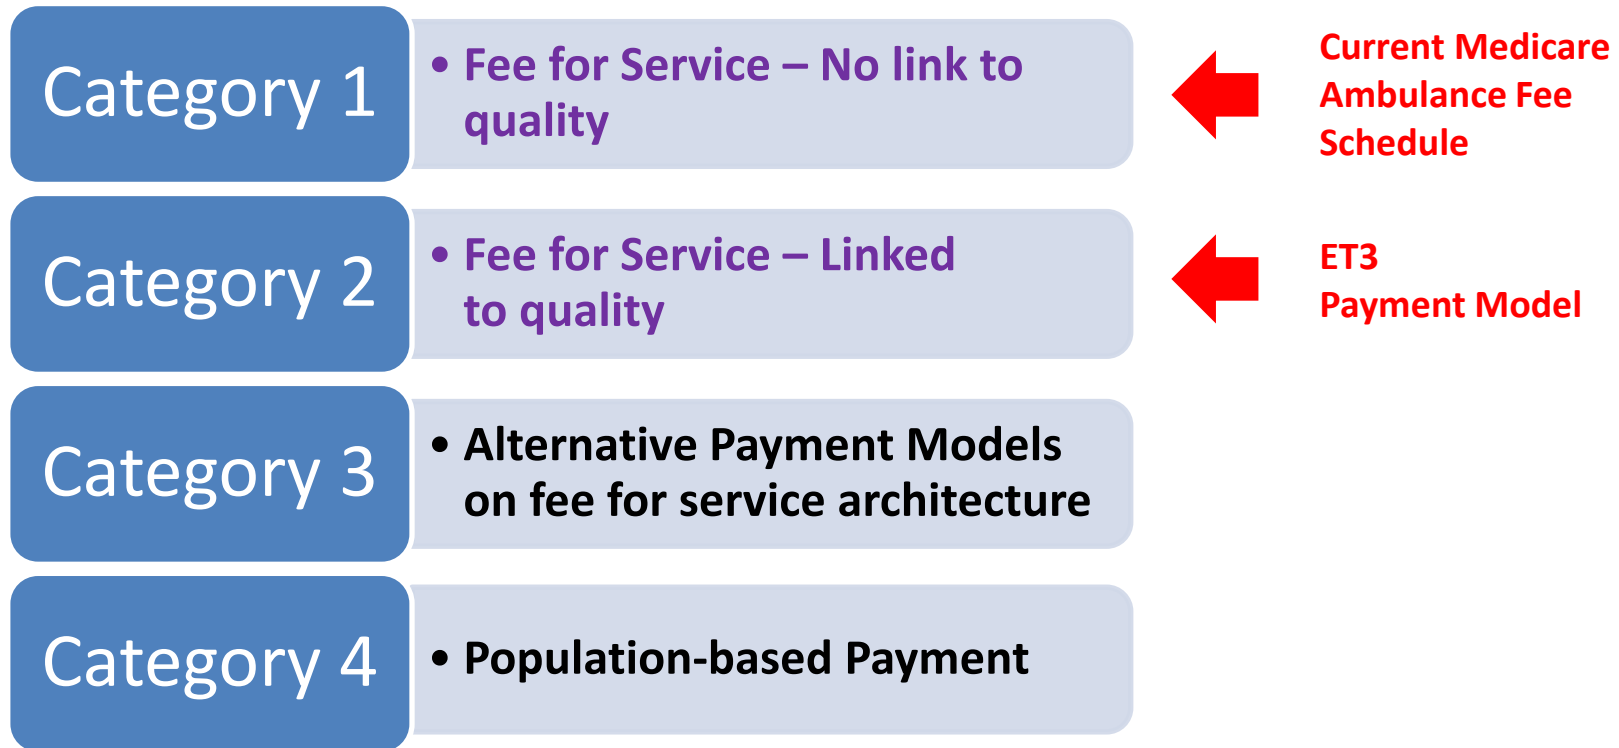 Category 1
• Fee for Service – No link to
quality
Current Medicare
Ambulance Fee
Schedule
Category 2
• Fee for Service – Linked
to quality
ET3
Payment Model
Category 3
• Alternative Payment Models
on fee for service architecture
Category 4
• Population-based Payment